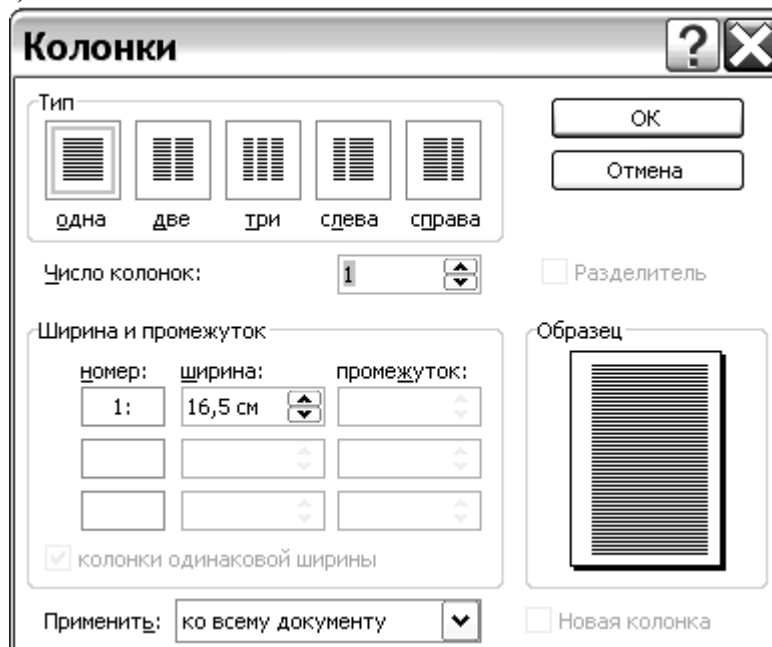 Колонки
Тип
одна две три слева справа
ОК
Отмена
Число колонок: 1
Разделитель
Ширина и промежуток
Образец
номер: ширина: промежуток:
1: 16,5 см
колонки одинаковой ширины
Применить: ко всему документу
Новая колонка